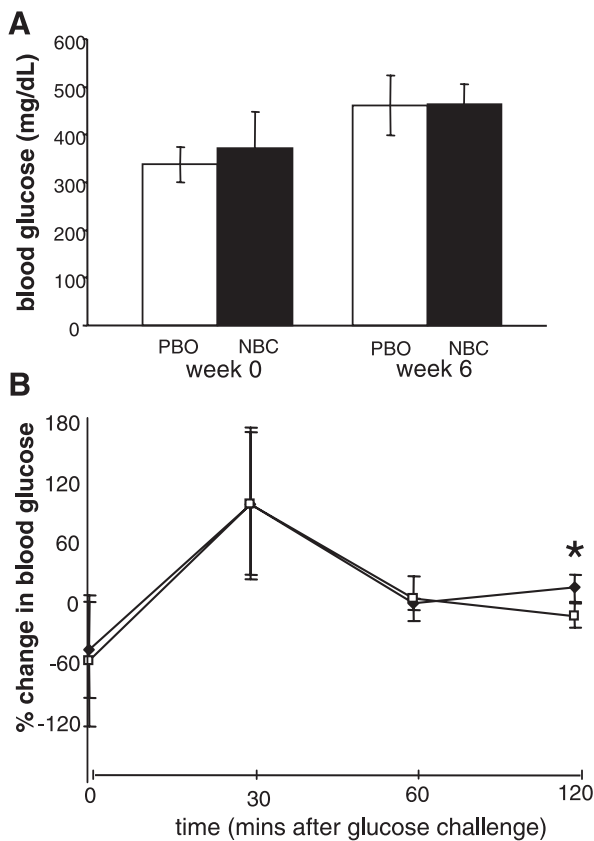 A
blood glucose (mg/dL)
600
500
400
300
200
100
0
PBO NBC PBO NBC
week 0 week 6
B
% change in blood glucose
180
120
60
0
-60
-120
*
0 30 60 120
time (mins after glucose challenge)